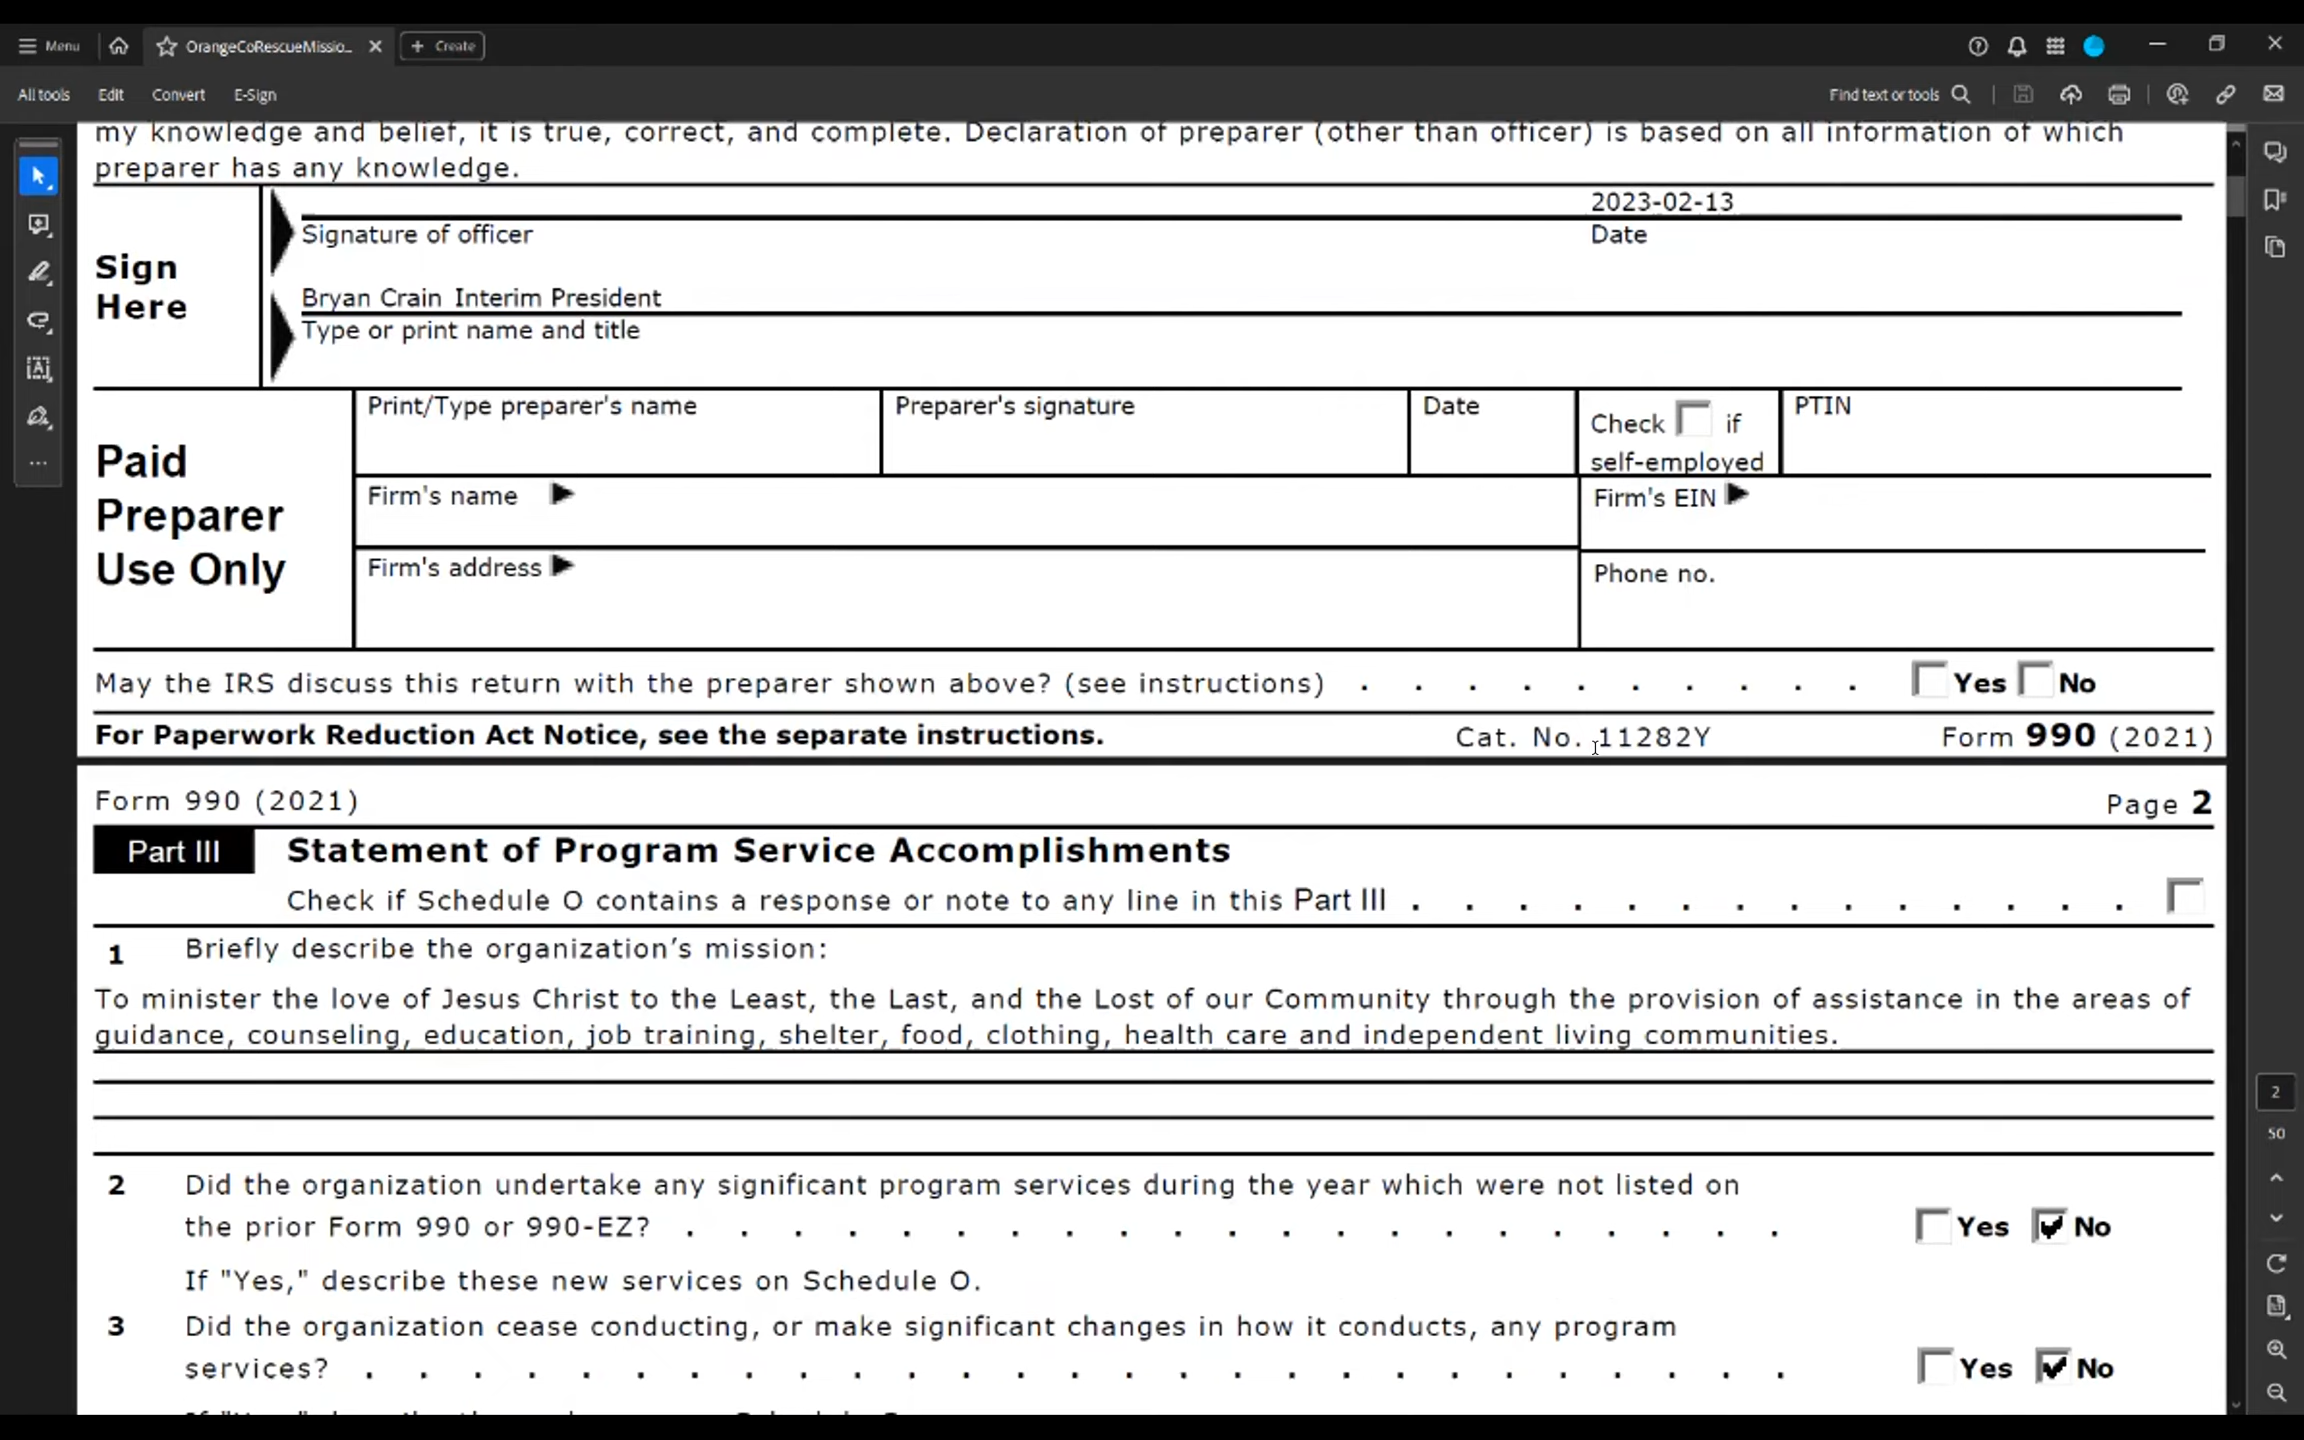 Menu
OrangeCoRescueMissio...
Create
All tools
Edit
Convert
E-Sign
Find text or tools
my knowledge and belief, it is true, correct, and complete. Declaration of preparer (other than officer) is based on all information of which
preparer has any knowledge.
Sign
Here
2023-02-13
Signature of officer
Date
Bryan Crain Interim President
Type or print name and title
Paid
Preparer
Use Only
Print/Type preparer's name
Preparer's signature
Date
Check if
self-employed
PTIN
Firm's name
Firm's EIN
Firm's address
Phone no.
May the IRS discuss this return with the preparer shown above? (see instructions) . . . . . . . . . . Yes No
For Paperwork Reduction Act Notice, see the separate instructions. Cat. No. 11282Y Form 990 (2021)
Form 990 (2021) Page 2
Part III Statement of Program Service Accomplishments
Check if Schedule O contains a response or note to any line in this Part III . . . . . . . . . . . . . .
1 Briefly describe the organization's mission:
To minister the love of Jesus Christ to the Least, the Last, and the Lost of our Community through the provision of assistance in the areas of
guidance, counseling, education, job training, shelter, food, clothing, health care and independent living communities.
2 Did the organization undertake any significant program services during the year which were not listed on
the prior Form 990 or 990-EZ? . . . . . . . . . . . . . . . . . . . . . Yes No
If "Yes," describe these new services on Schedule O.
3 Did the organization cease conducting, or make significant changes in how it conducts, any program
services? . . . . . . . . . . . . . . . . . . . . . . . . . . . Yes No
2
50